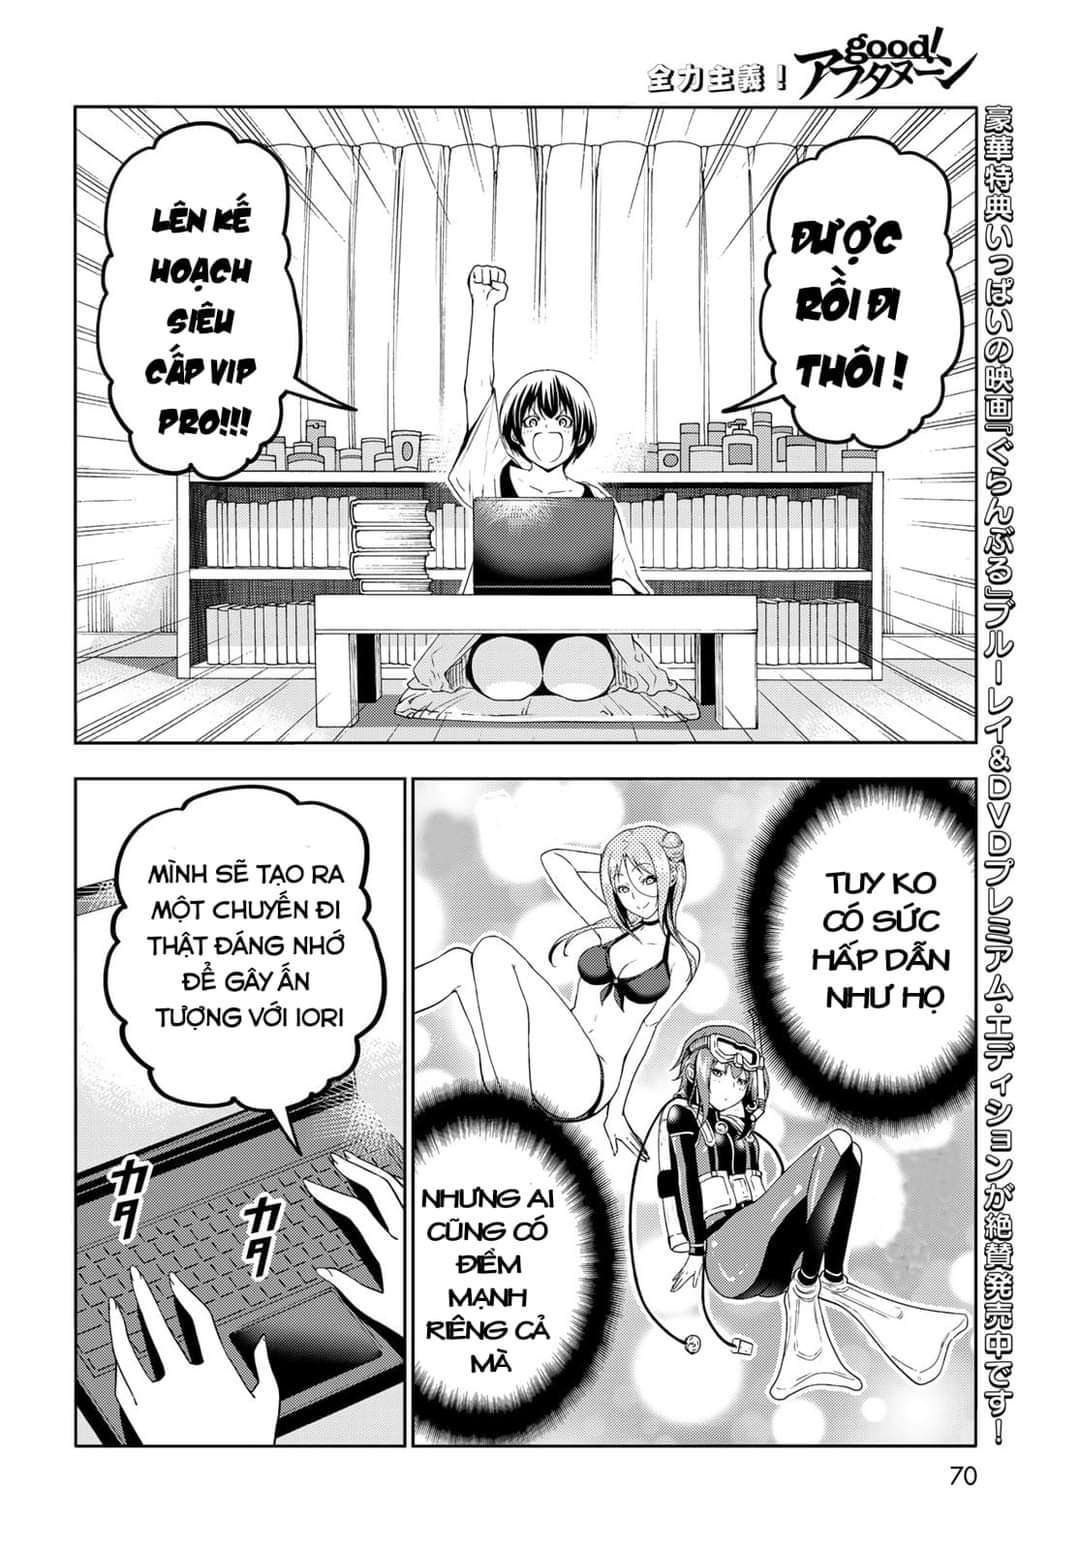 全力主義！
good!
アフタヌーン
豪華特典いっぱいの映画『ぐらんぶる』ブルーレイ&DVDプレミアム・エディションが絶賛発売中です！
ĐƯỢC
RỒI ĐI
THÔI !
LÊN KẾ
HOẠCH
SIÊU
CẤP VIP
PRO!!!
TUY KO
CÓ SỨC
HẤP DẪN
NHƯ HỌ
NHƯNG AI
CŨNG CÓ
ĐIỂM
MẠNH
RIÊNG CẢ
MÀ
MÌNH SẼ TẠO RA
MỘT CHUYẾN ĐI
THẬT ĐÁNG NHỚ
ĐỂ GÂY ẤN
TƯỢNG VỚI IORI
カタ
カタ
70